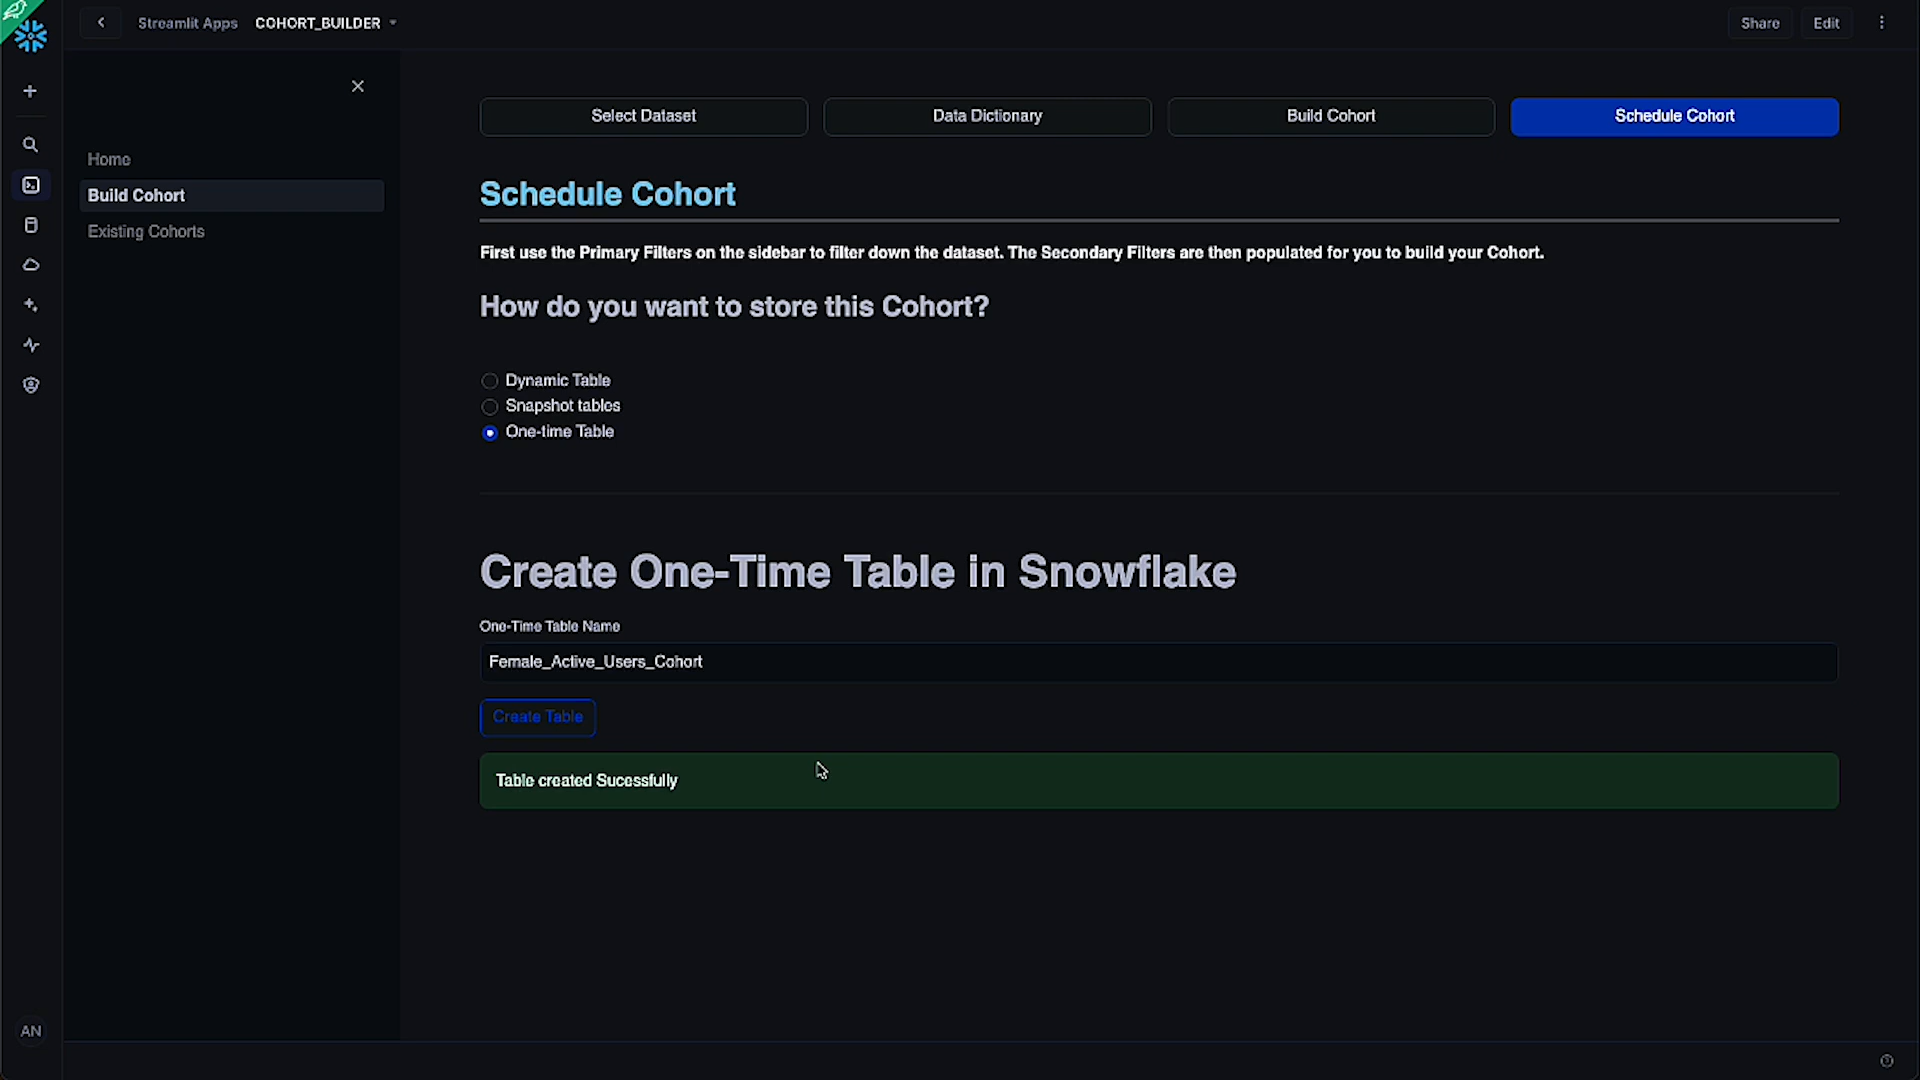 Streamlit Apps COHORT_BUILDER
Share
Edit
Home
Build Cohort
Existing Cohorts
Select Dataset
Data Dictionary
Build Cohort
Schedule Cohort
Schedule Cohort
First use the Primary Filters on the sidebar to filter down the dataset. The Secondary Filters are then populated for you to build your Cohort.
How do you want to store this Cohort?
Dynamic Table
Snapshot tables
One-time Table
Create One-Time Table in Snowflake
One-Time Table Name
Female_Active_Users_Cohort
Create Table
Table created Sucessfully
AN